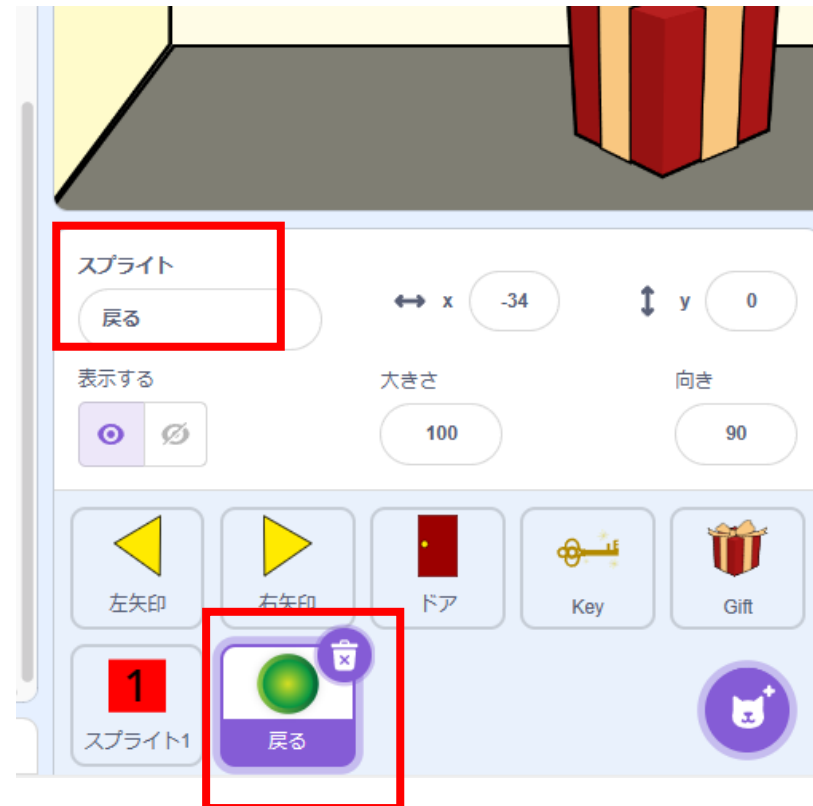 スプライト
戻る
x -34
y 0
表示する
大きさ
向き
100
90
左矢印
右矢印
ドア
Key
Gift
1
スプライト1
戻る